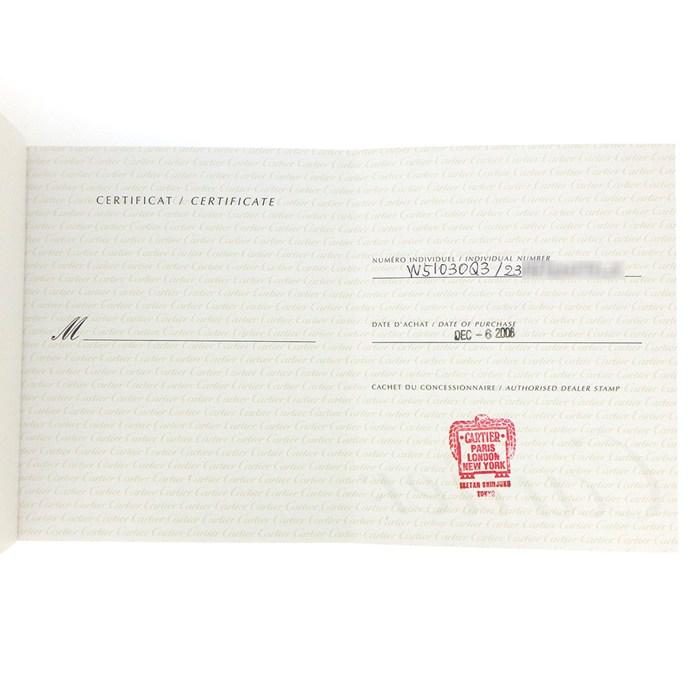 CERTIFICAT / CERTIFICATE
M
NUMÉRO INDIVIDUEL / INDIVIDUAL NUMBER
W51030Q3/23
DATE D'ACHAT / DATE OF PURCHASE
DEC -6 2006
CACHET DU CONCESSIONNAIRE / AUTHORISED DEALER STAMP
CARTIER
PARIS
LONDON
NEW YORK
ISETAN SHINJUKU
TOKYO